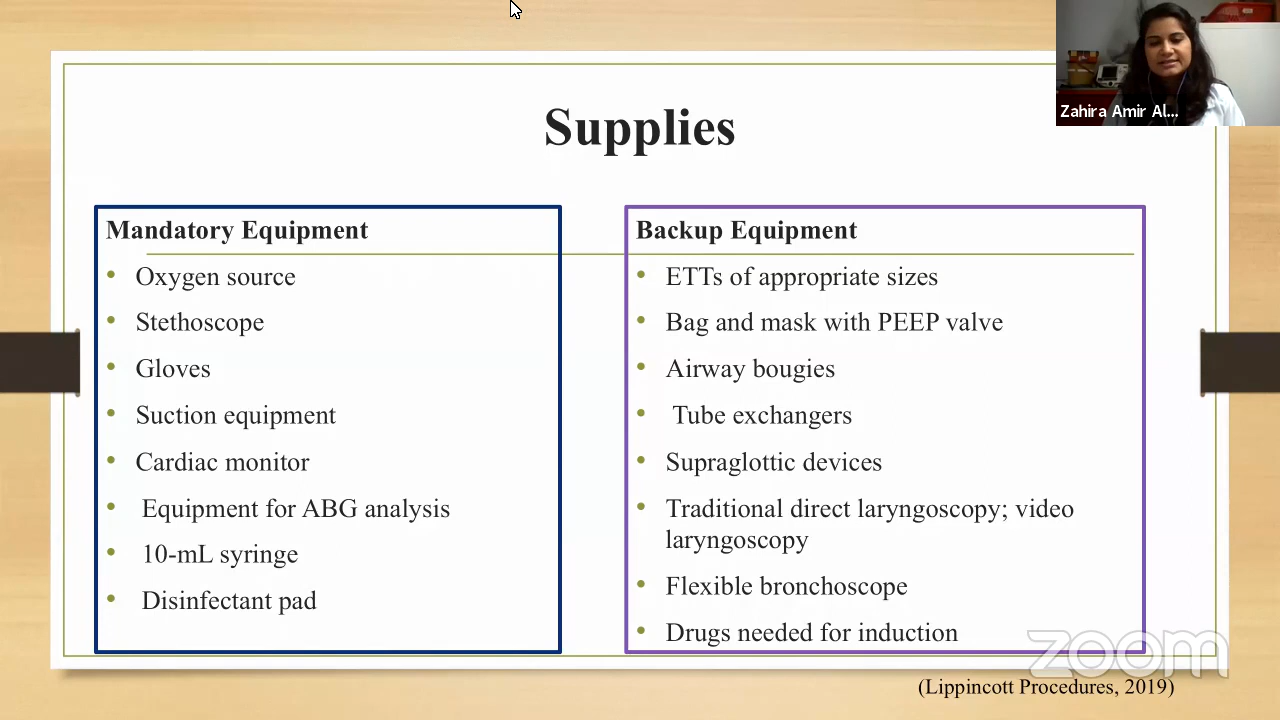 Supplies
Zahira Amir Al...
Mandatory Equipment
• Oxygen source
• Stethoscope
• Gloves
• Suction equipment
• Cardiac monitor
• Equipment for ABG analysis
• 10-mL syringe
• Disinfectant pad
Backup Equipment
• ETTs of appropriate sizes
• Bag and mask with PEEP valve
• Airway bougies
• Tube exchangers
• Supraglottic devices
• Traditional direct laryngoscopy; video
laryngoscopy
• Flexible bronchoscope
• Drugs needed for induction
zoom
(Lippincott Procedures, 2019)